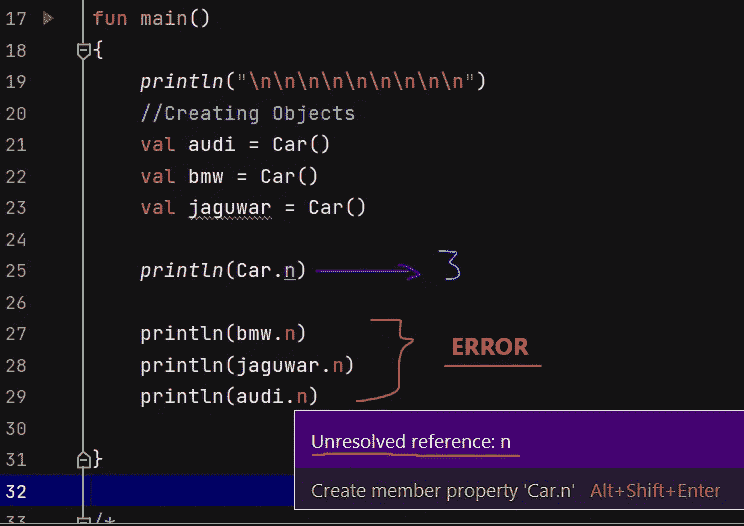 17 fun main()
18 {
19 println("\n\n\n\n\n\n\n\n\n")
20 //Creating Objects
21 val audi = Car()
22 val bmw = Car()
23 val jaguwar = Car()
24
25 println(Car.n) 3
26
27 println(bmw.n)
28 println(jaguwar.n) ERROR
29 println(audi.n)
30
Unresolved reference: n
31 }
32
Create member property 'Car.n' Alt+Shift+Enter
33 /*